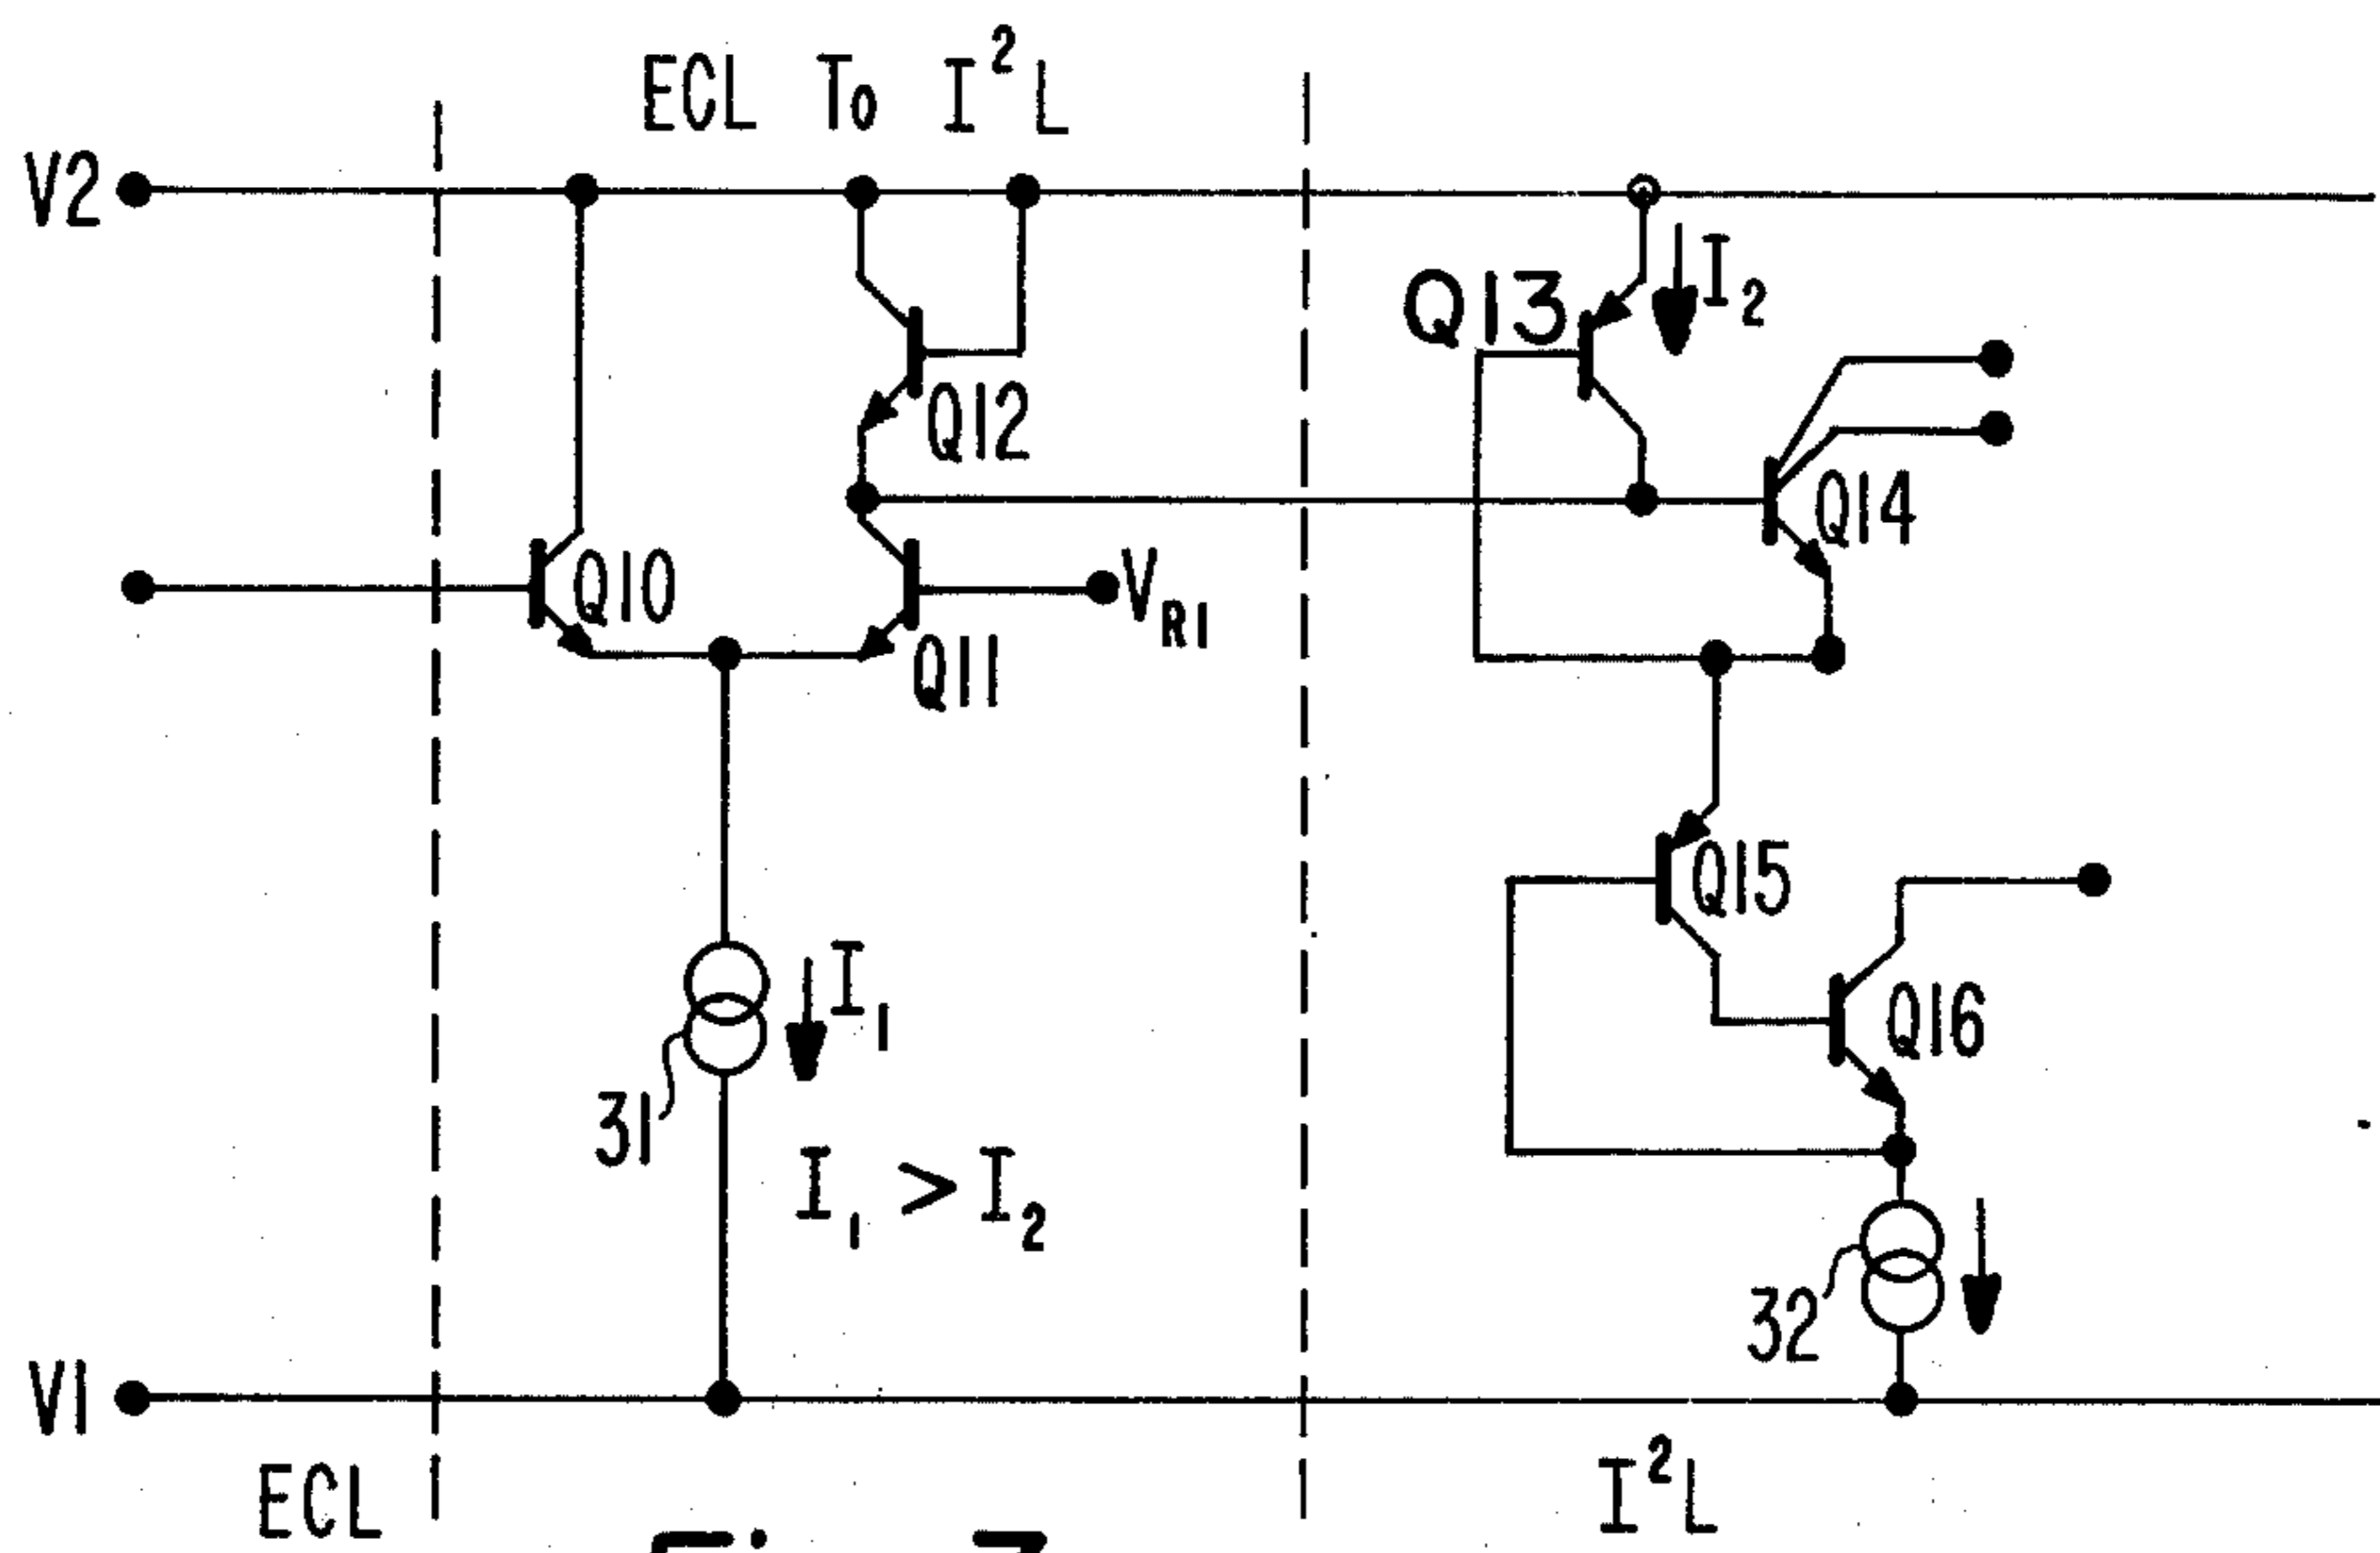 ECL To I²L
V2
I₂
Q13
Q12
Q14
Q10
V_R1
Q11
Q15
I₁
Q16
31
I₁ > I₂
32
V1
ECL
I²L